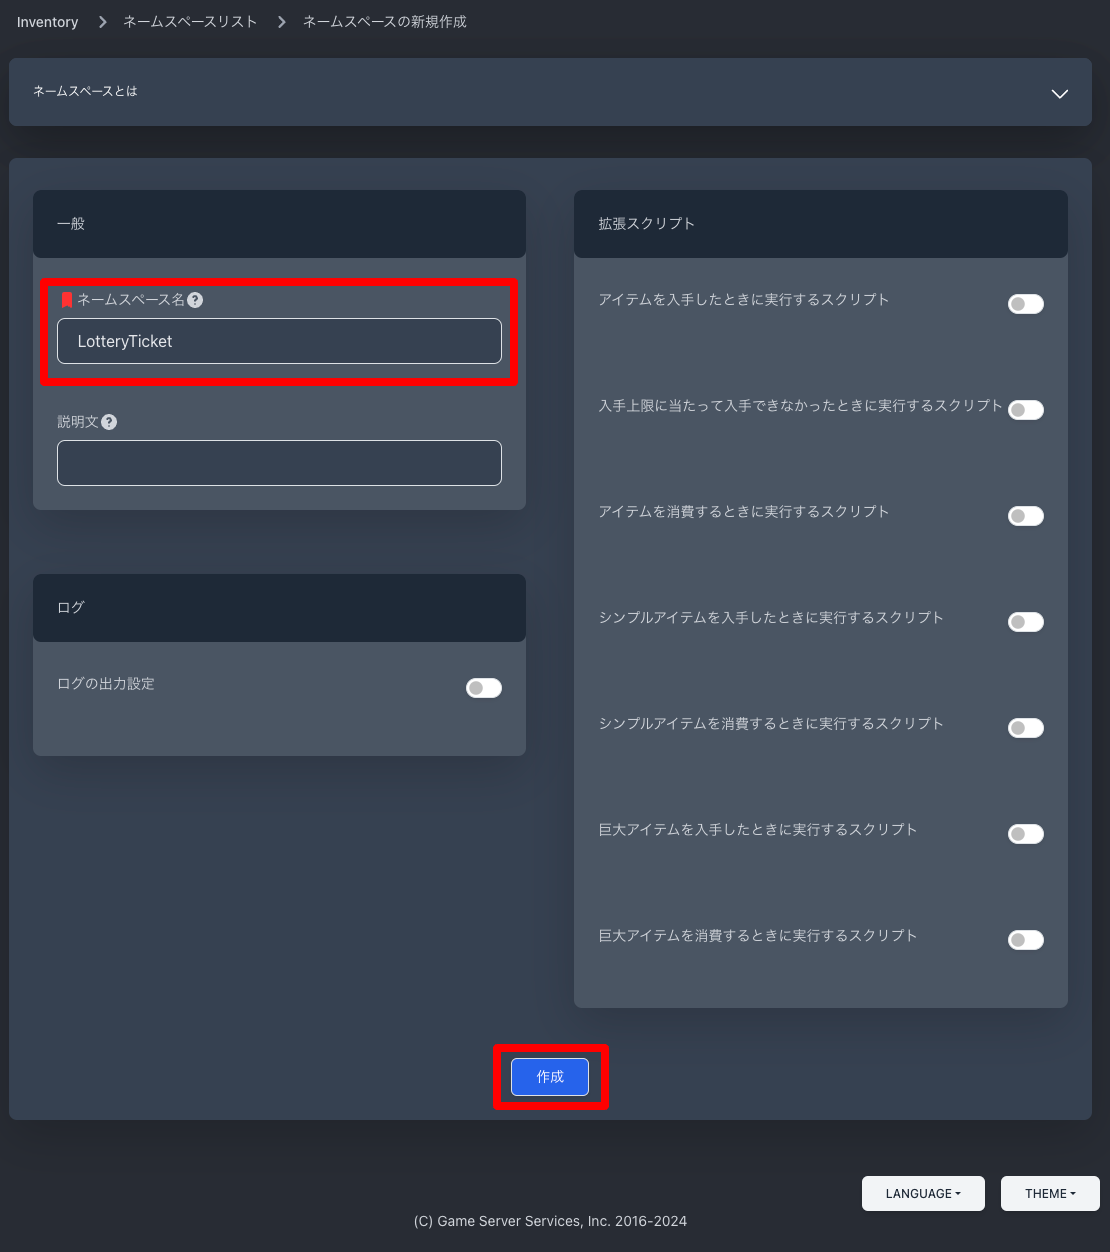 Inventory > ネームスペースリスト > ネームスペースの新規作成
ネームスペースとは
一般
ネームスペース名 ?
LotteryTicket
説明文 ?
ログ
ログの出力設定
拡張スクリプト
アイテムを入手したときに実行するスクリプト
入手上限に当たって入手できなかったときに実行するスクリプト
アイテムを消費するときに実行するスクリプト
シンプルアイテムを入手したときに実行するスクリプト
シンプルアイテムを消費するときに実行するスクリプト
巨大アイテムを入手したときに実行するスクリプト
巨大アイテムを消費するときに実行するスクリプト
作成
LANGUAGE THEME
(C) Game Server Services, Inc. 2016-2024